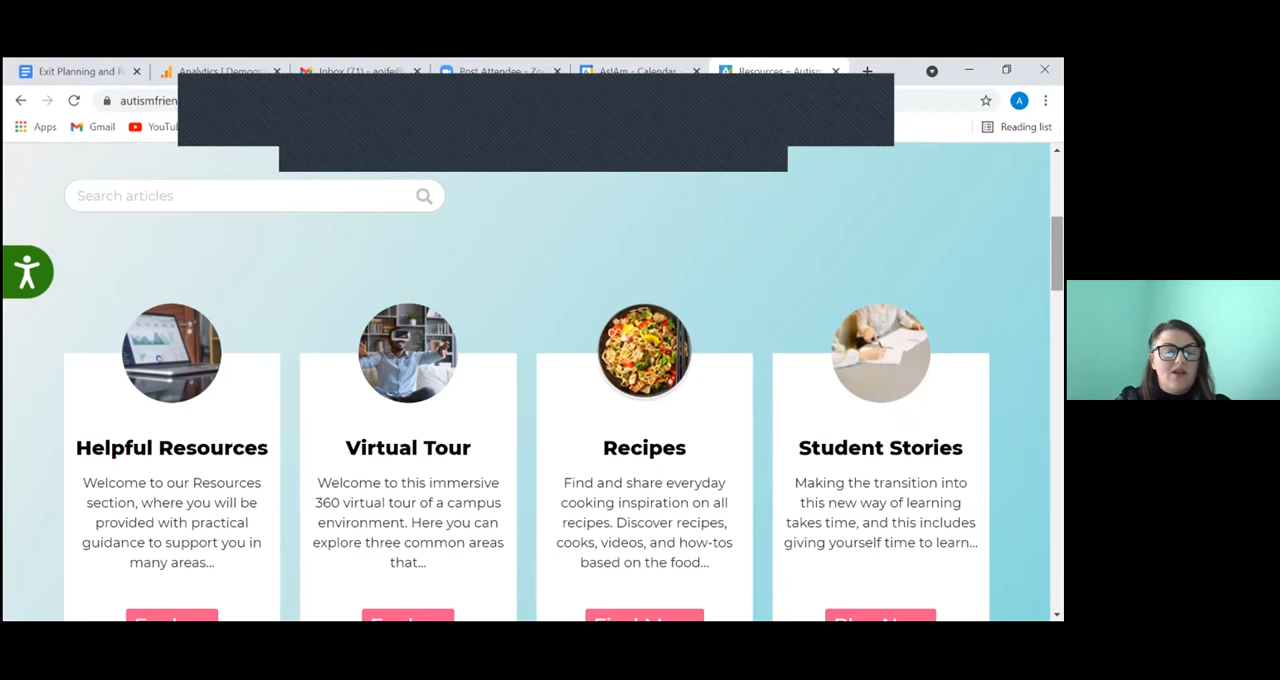 Exit Planning and R
Analytics | Demog
Inbox (71) - aoife@
Post Attendee - Zo
AsIAm - Calendar
Resources – Autis
autismfrien
A
Apps
Gmail
YouTu
Reading list
Search articles
Helpful Resources
Welcome to our Resources
section, where you will be
provided with practical
guidance to support you in
many areas...
Virtual Tour
Welcome to this immersive
360 virtual tour of a campus
environment. Here you can
explore three common areas
that...
Recipes
Find and share everyday
cooking inspiration on all
recipes. Discover recipes,
cooks, videos, and how-tos
based on the food...
Student Stories
Making the transition into
this new way of learning
takes time, and this includes
giving yourself time to learn...